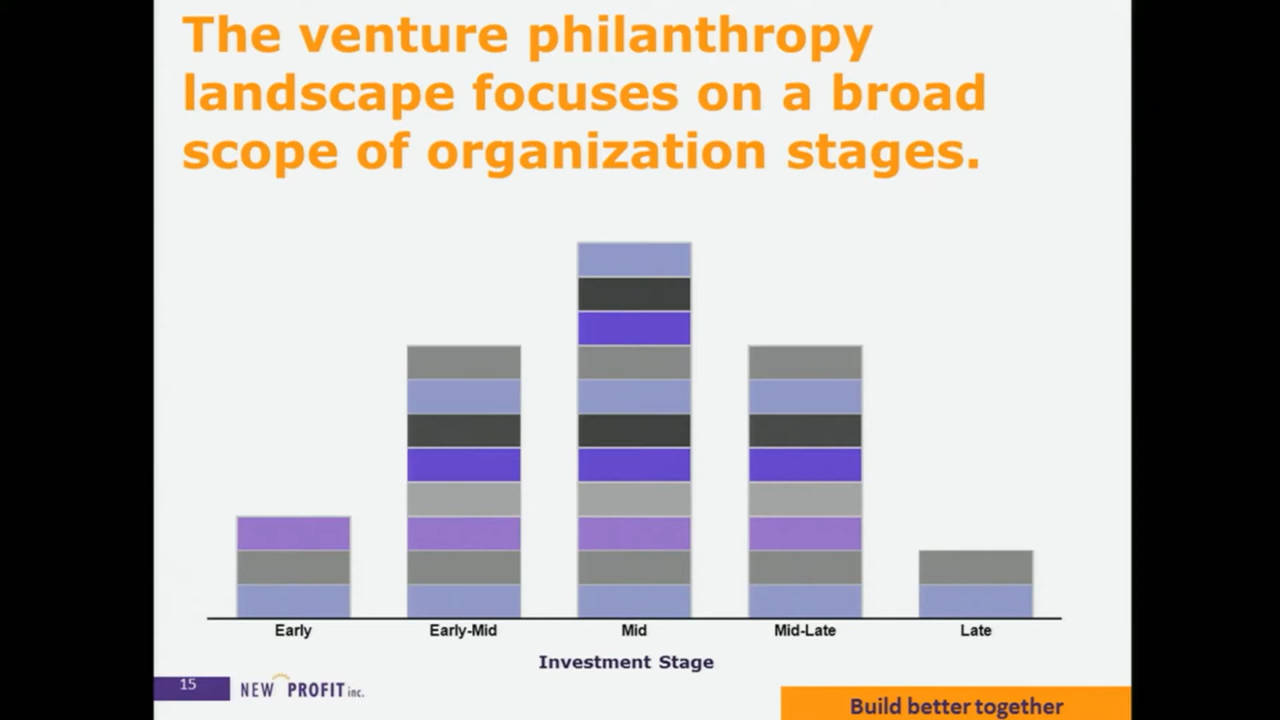 The venture philanthropy
landscape focuses on a broad
scope of organization stages.
Early Early-Mid Mid Mid-Late Late
Investment Stage
15
NEW PROFIT inc.
Build better together